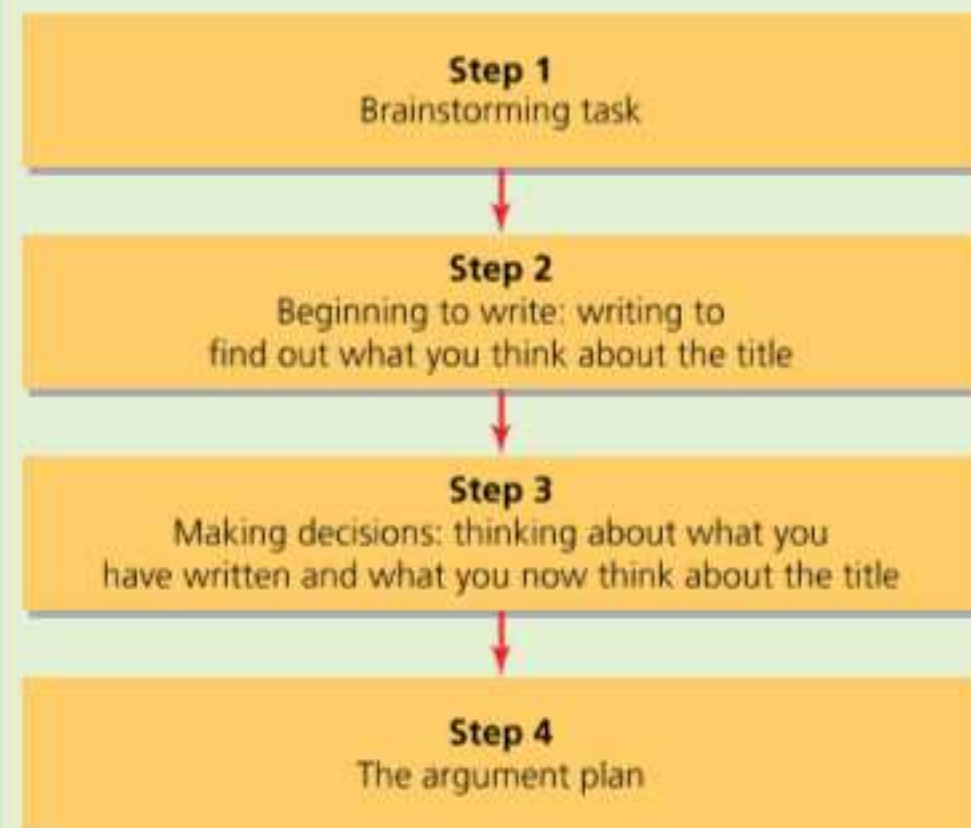 Step 1
Brainstorming task
Step 2
Beginning to write: writing to
find out what you think about the title
Step 3
Making decisions: thinking about what you
have written and what you now think about the title
Step 4
The argument plan